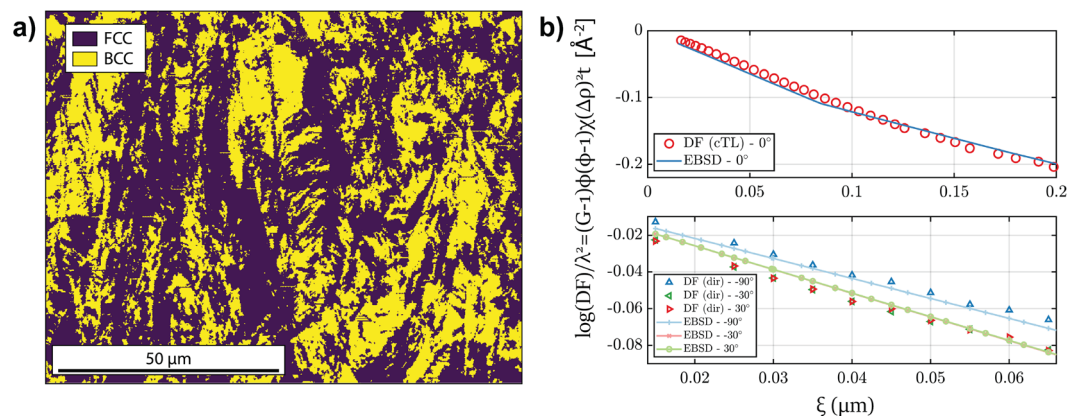 a)
FCC
BCC
50 µm
b)
log(DF)/λ²=(G-1)ϕ(ϕ-1)χ(Δρ)²t [Å⁻²]
0
-0.1
-0.2
DF (cTL) - 0°
EBSD - 0°
0
0.05
0.1
0.15
0.2
-0.02
-0.04
-0.06
-0.08
DF (dir) - -90°
DF (dir) - -30°
DF (dir) - 30°
EBSD - -90°
EBSD - -30°
EBSD - 30°
0.02
0.03
0.04
0.05
0.06
ξ (µm)